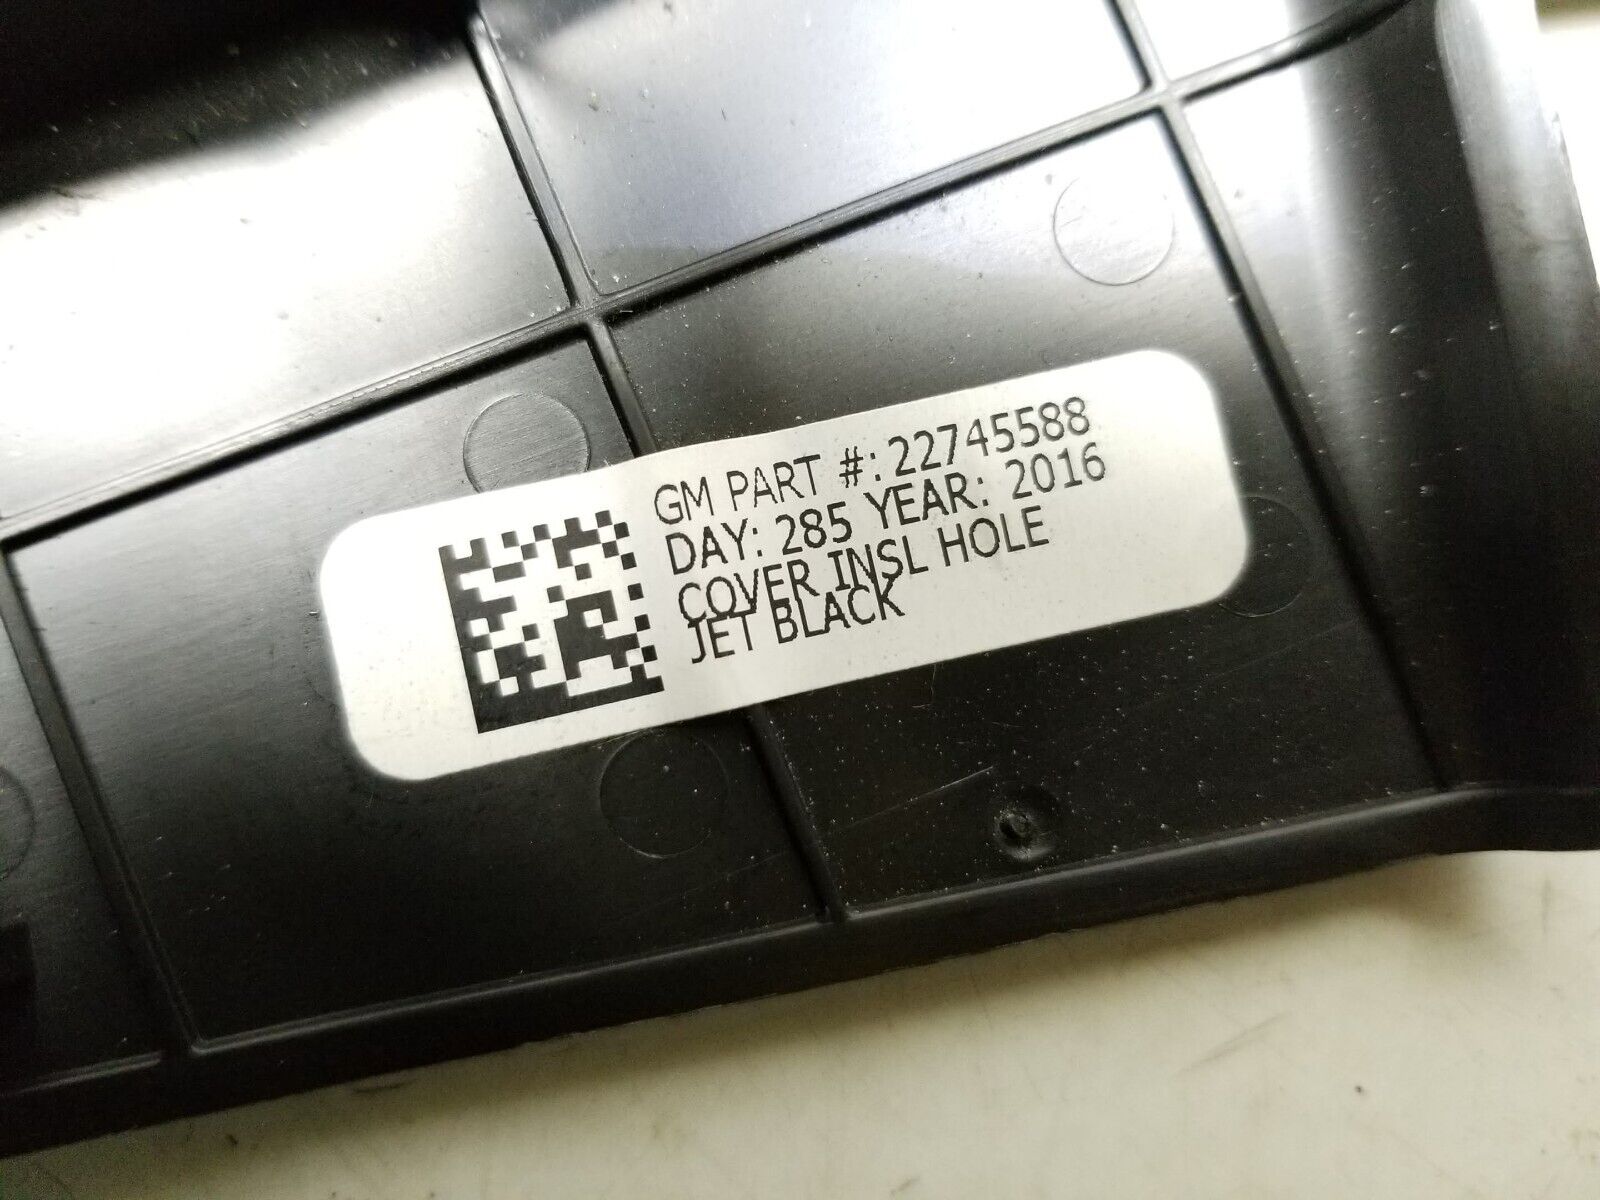 GM PART #: 22745588
DAY: 285 YEAR: 2016
COVER INSL HOLE
JET BLACK